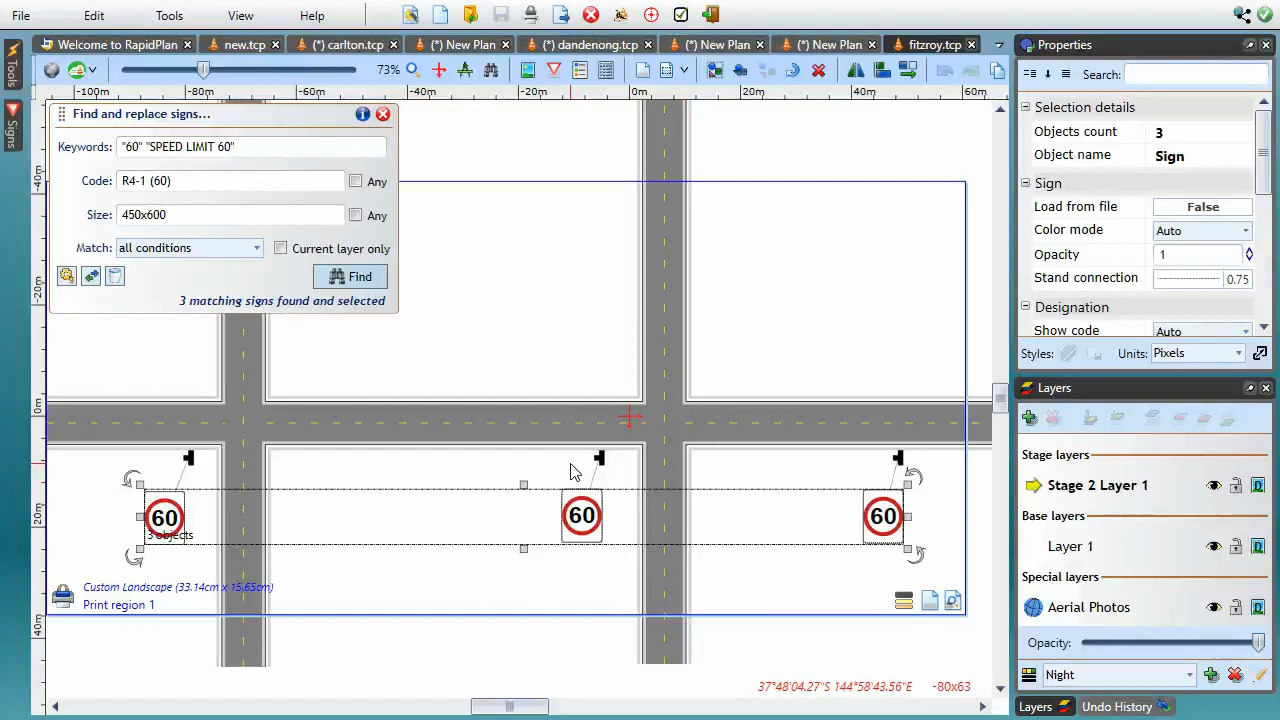 File Edit Tools View Help
Welcome to RapidPlan new.tcp (*) carlton.tcp (*) New Plan (*) dandenong.tcp (*) New Plan (*) New Plan fitzroy.tcp
73%
-100m -80m -60m -40m -20m 0m 20m 40m 60m
Tools
Signs
-40m
-20m
0m
20m
40m
Find and replace signs...
Keywords: "60" "SPEED LIMIT 60"
Code: R4-1 (60) Any
Size: 450x600 Any
Match: all conditions Current layer only
Find
3 matching signs found and selected
60 60 60
3 objects
Custom Landscape (33.14cm x 15.65cm)
Print region 1
37°48'04.27"S 144°58'43.56"E -80x63
Properties
Search:
Selection details
Objects count 3
Object name Sign
Sign
Load from file False
Color mode Auto
Opacity 1
Stand connection 0.75
Designation
Show code Auto
Styles: Units: Pixels
Layers
Stage layers
Stage 2 Layer 1
Base layers
Layer 1
Special layers
Aerial Photos
Opacity:
Night
Layers Undo History